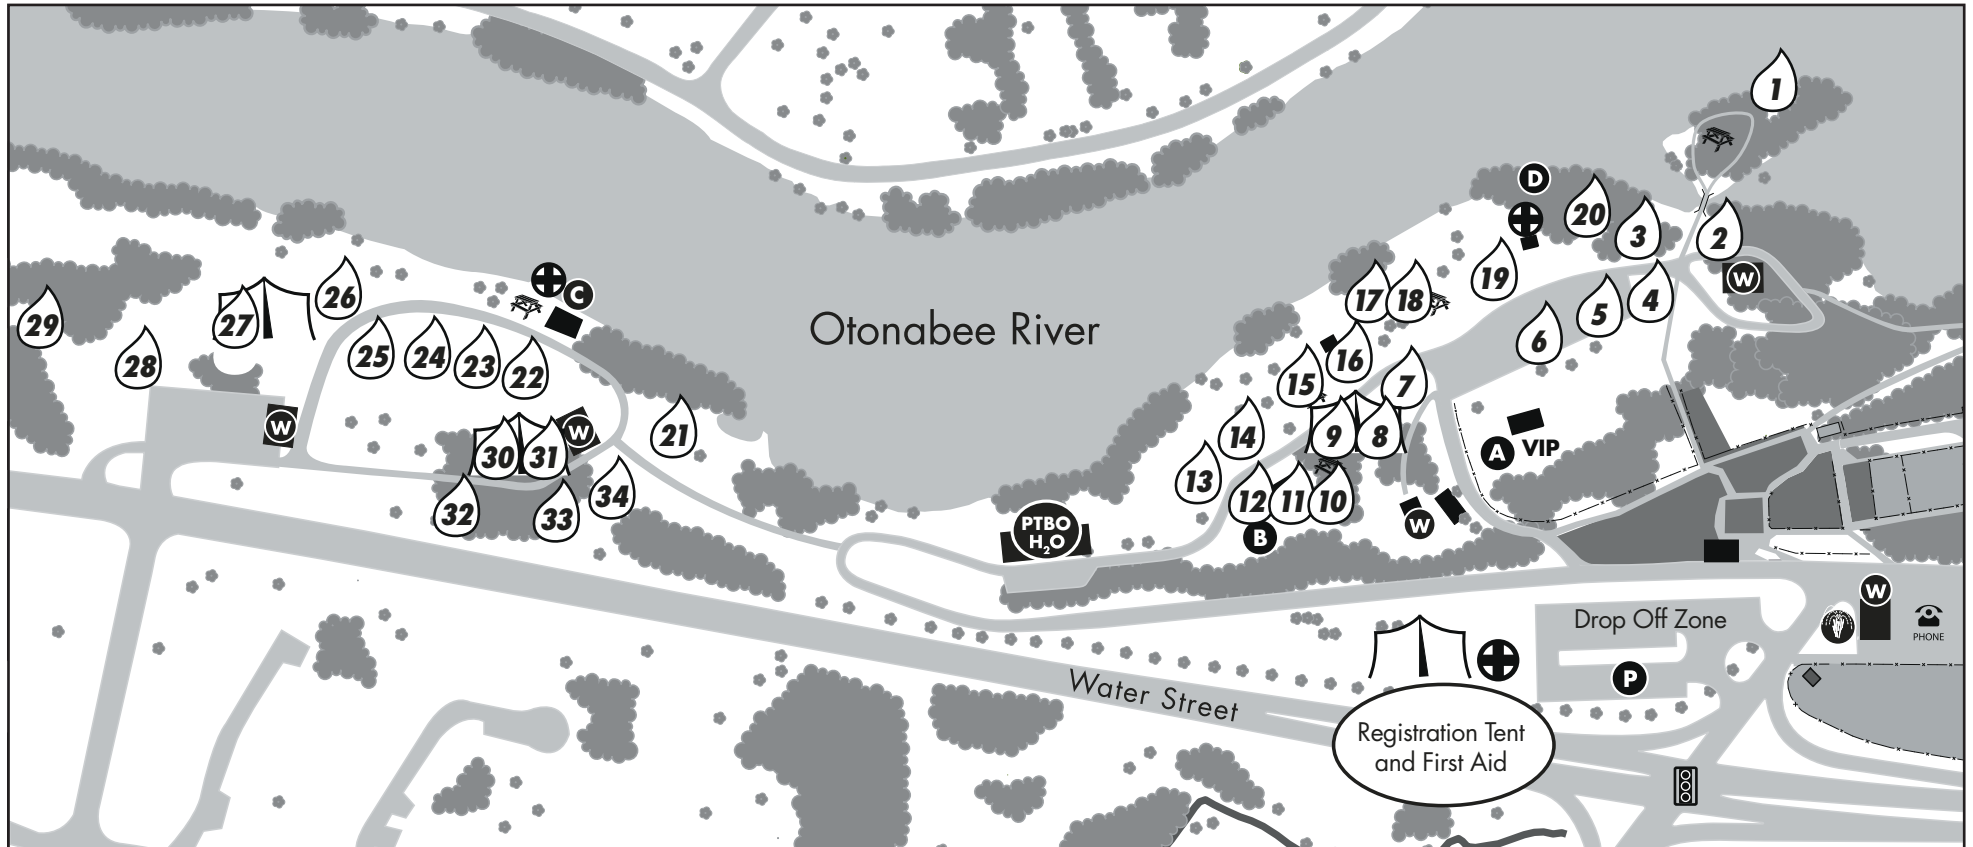 1
D
20
3
2
W
19
17
18
4
5
6
29
27
26
C
Otonabee River
28
25
24
23
22
16
15
7
W
30
31
W
21
14
9
8
A VIP
13
32
33
34
12
11
10
W
B
PTBO
H₂O
W
Drop Off Zone
PHONE
P
Water Street
Registration Tent
and First Aid